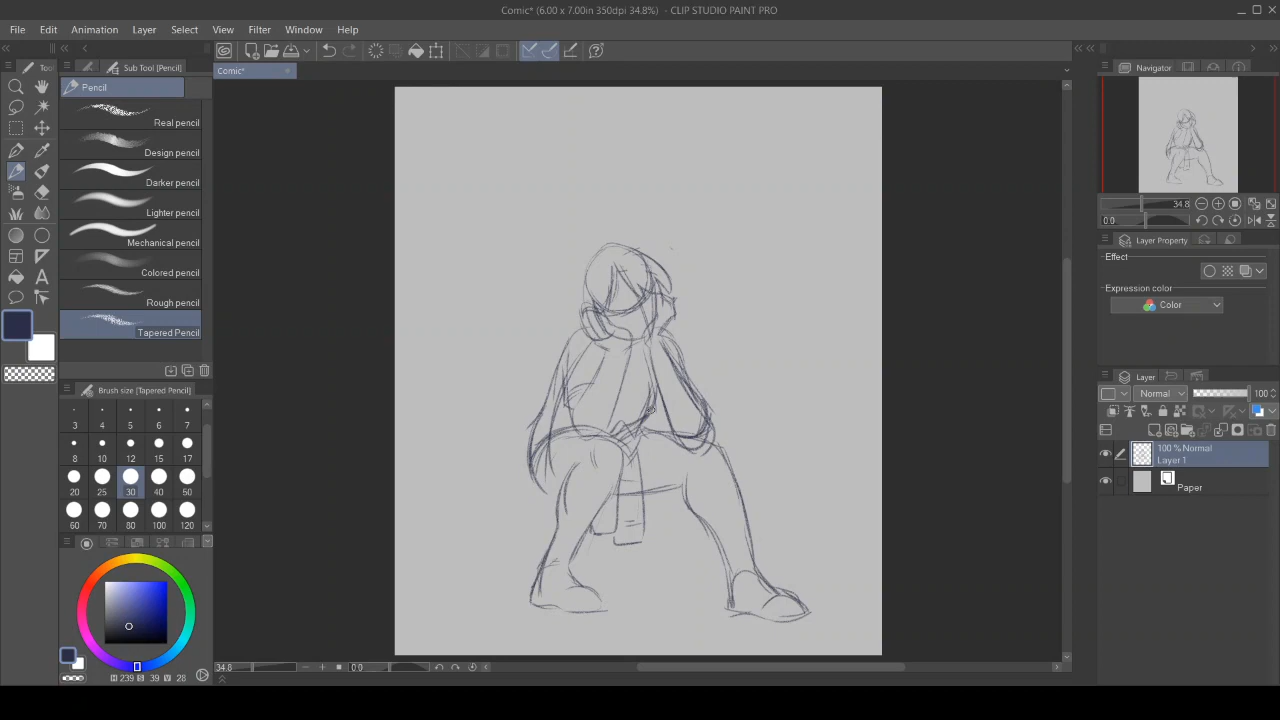 Comic* (6.00 x 7.00in 350dpi 34.8%) - CLIP STUDIO PAINT PRO
File Edit Animation Layer Select View Filter Window Help
Too Sub Tool [Pencil] Comic* Navigator
Pencil
Real pencil
Design pencil
Darker pencil
Lighter pencil
Mechanical pencil
Colored pencil
Rough pencil
Tapered Pencil
Brush size [Tapered Pencil]
3 4 5 6 7
8 10 12 15 17
20 25 30 40 50
60 70 80 100 120
H 239 S 39 V 28
34.8 0.0
34.8
0.0
Layer Property
Effect
Expression color
Color
Layer
Normal 100
100 % Normal
Layer 1
Paper